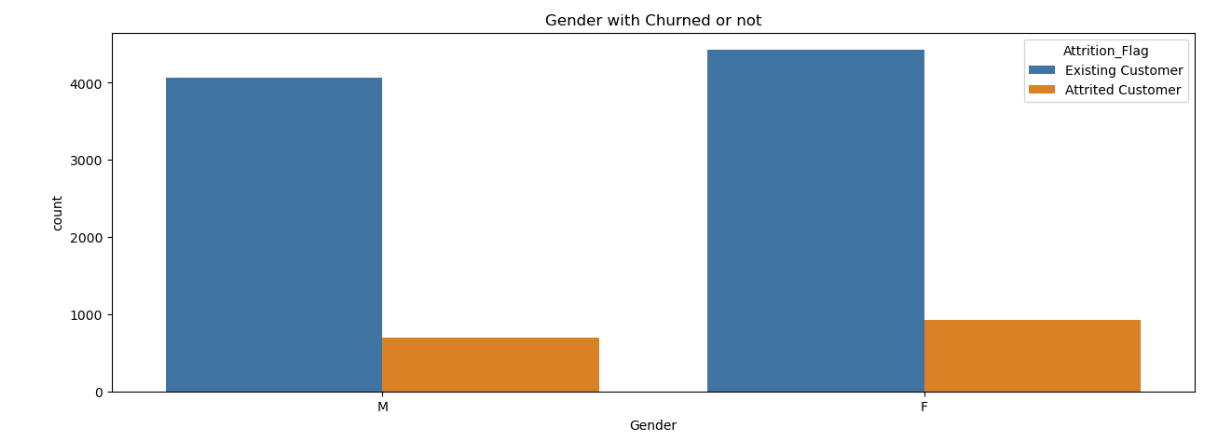 Gender with Churned or not
Attrition_Flag
Existing Customer
Attrited Customer
4000
3000
2000
1000
0
count
M
F
Gender